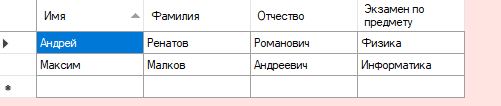 Имя Фамилия Отчество Экзамен по предмету
Андрей Ренатов Романович Физика
Максим Малков Андреевич Информатика